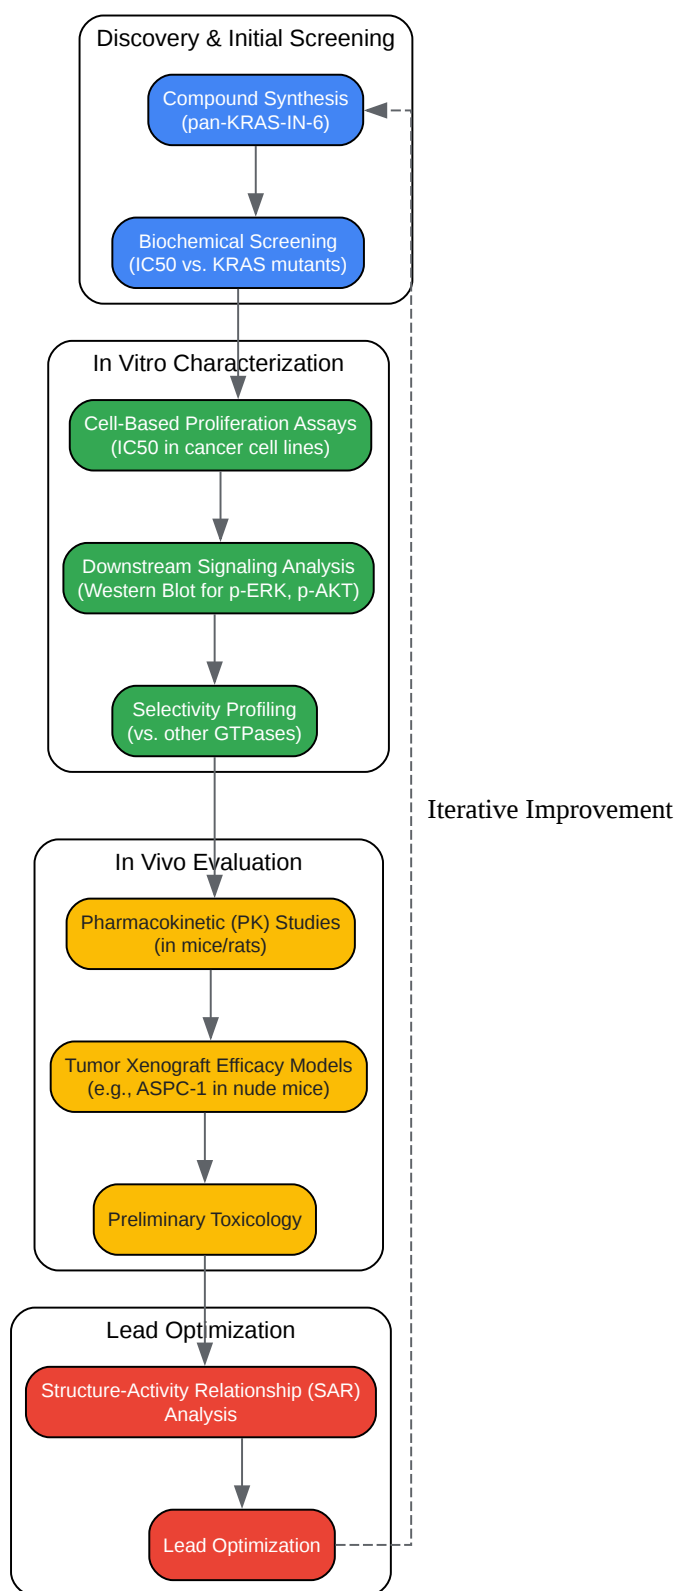 Discovery & Initial Screening
Compound Synthesis
(pan-KRAS-IN-6)
Biochemical Screening
(IC50 vs. KRAS mutants)
In Vitro Characterization
Cell-Based Proliferation Assays
(IC50 in cancer cell lines)
Downstream Signaling Analysis
(Western Blot for p-ERK, p-AKT)
Selectivity Profiling
(vs. other GTPases)
Iterative Improvement
In Vivo Evaluation
Pharmacokinetic (PK) Studies
(in mice/rats)
Tumor Xenograft Efficacy Models
(e.g., ASPC-1 in nude mice)
Preliminary Toxicology
Lead Optimization
Structure-Activity Relationship (SAR)
Analysis
Lead Optimization